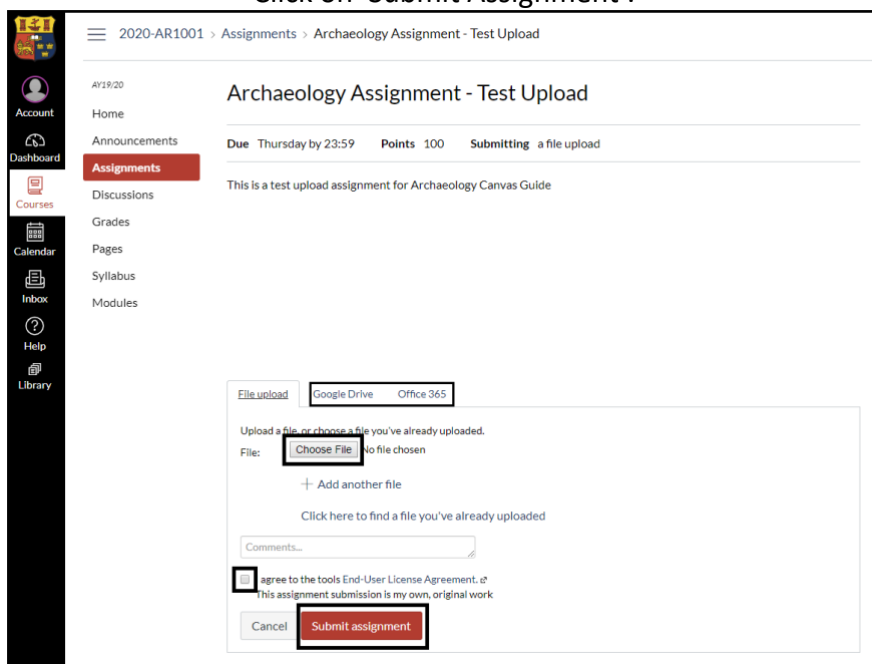 Click on 'Submit Assignment'.
2020-AR1001 > Assignments > Archaeology Assignment - Test Upload
Account
Dashboard
Courses
Calendar
Inbox
Help
Library
AY19/20
Home
Announcements
Assignments
Discussions
Grades
Pages
Syllabus
Modules
Archaeology Assignment - Test Upload
Due Thursday by 23:59 Points 100 Submitting a file upload
This is a test upload assignment for Archaeology Canvas Guide
File upload Google Drive Office 365
Upload a file, or choose a file you've already uploaded.
File: Choose File No file chosen
+ Add another file
Click here to find a file you've already uploaded
Comments...
agree to the tools End-User License Agreement.
This assignment submission is my own, original work
Cancel Submit assignment